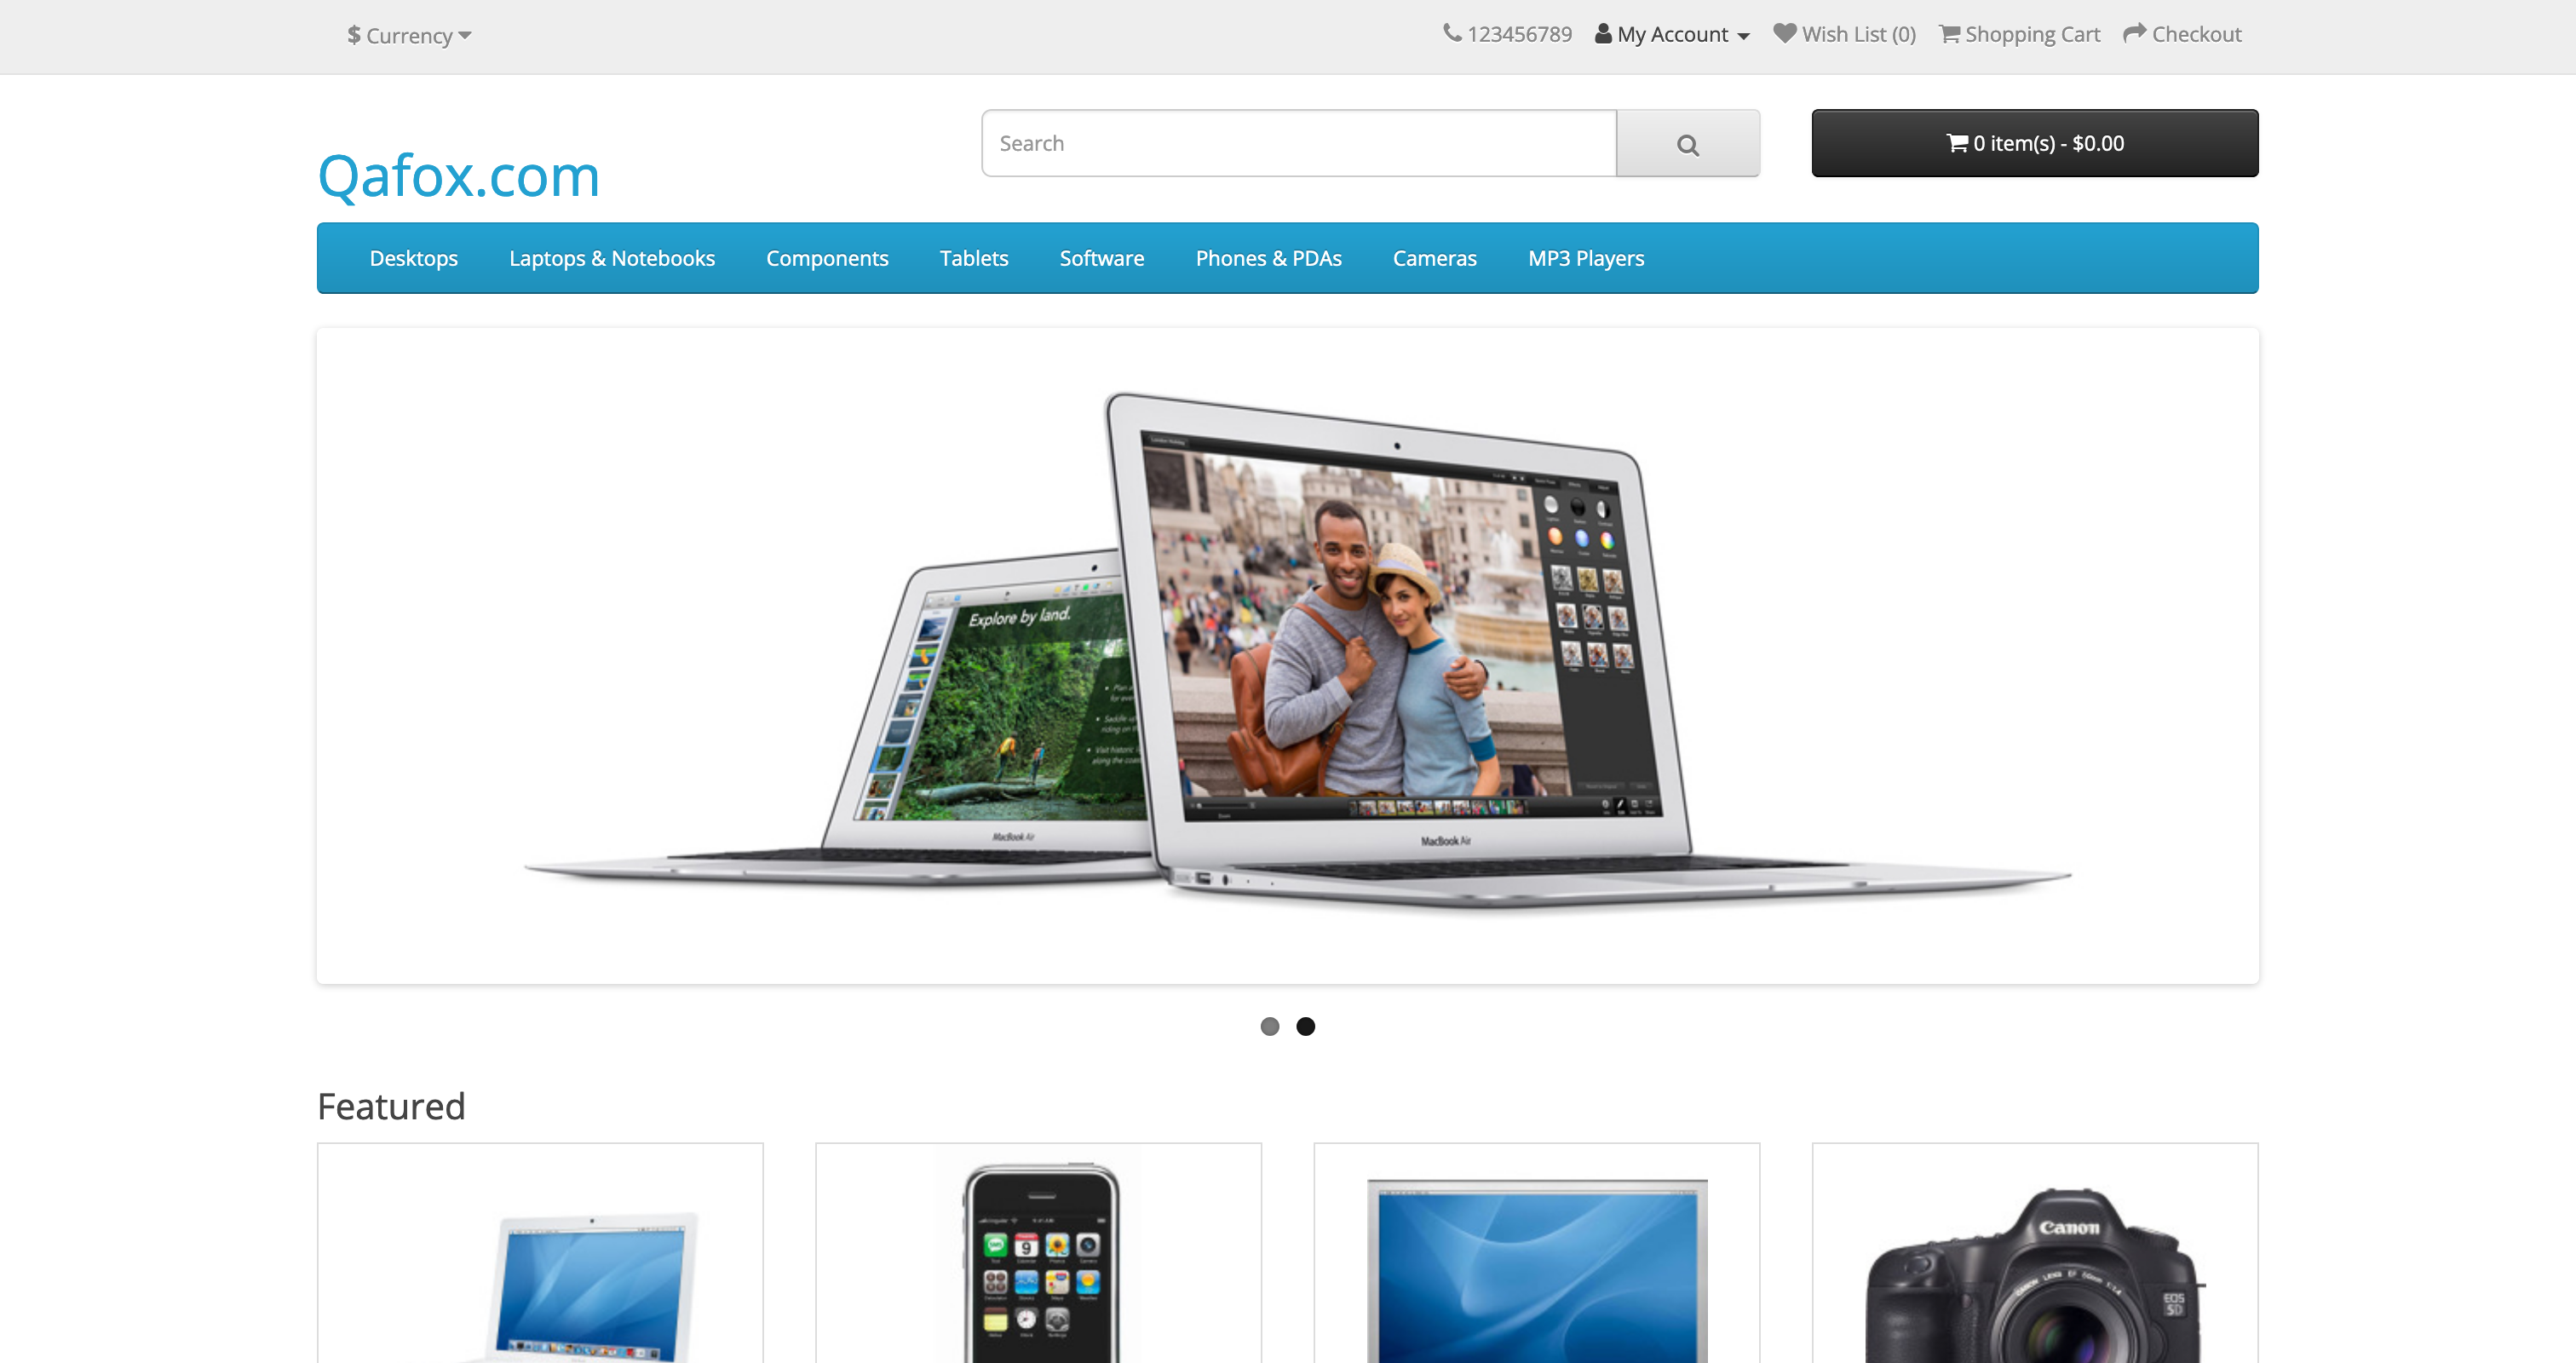 $ Currency
123456789 My Account Wish List (0) Shopping Cart Checkout
Search
0 item(s) - $0.00
Qafox.com
Desktops Laptops & Notebooks Components Tablets Software Phones & PDAs Cameras MP3 Players
Explore by land.
MacBook Air
MacBook Air
Featured
9
Canon
EOS
5D